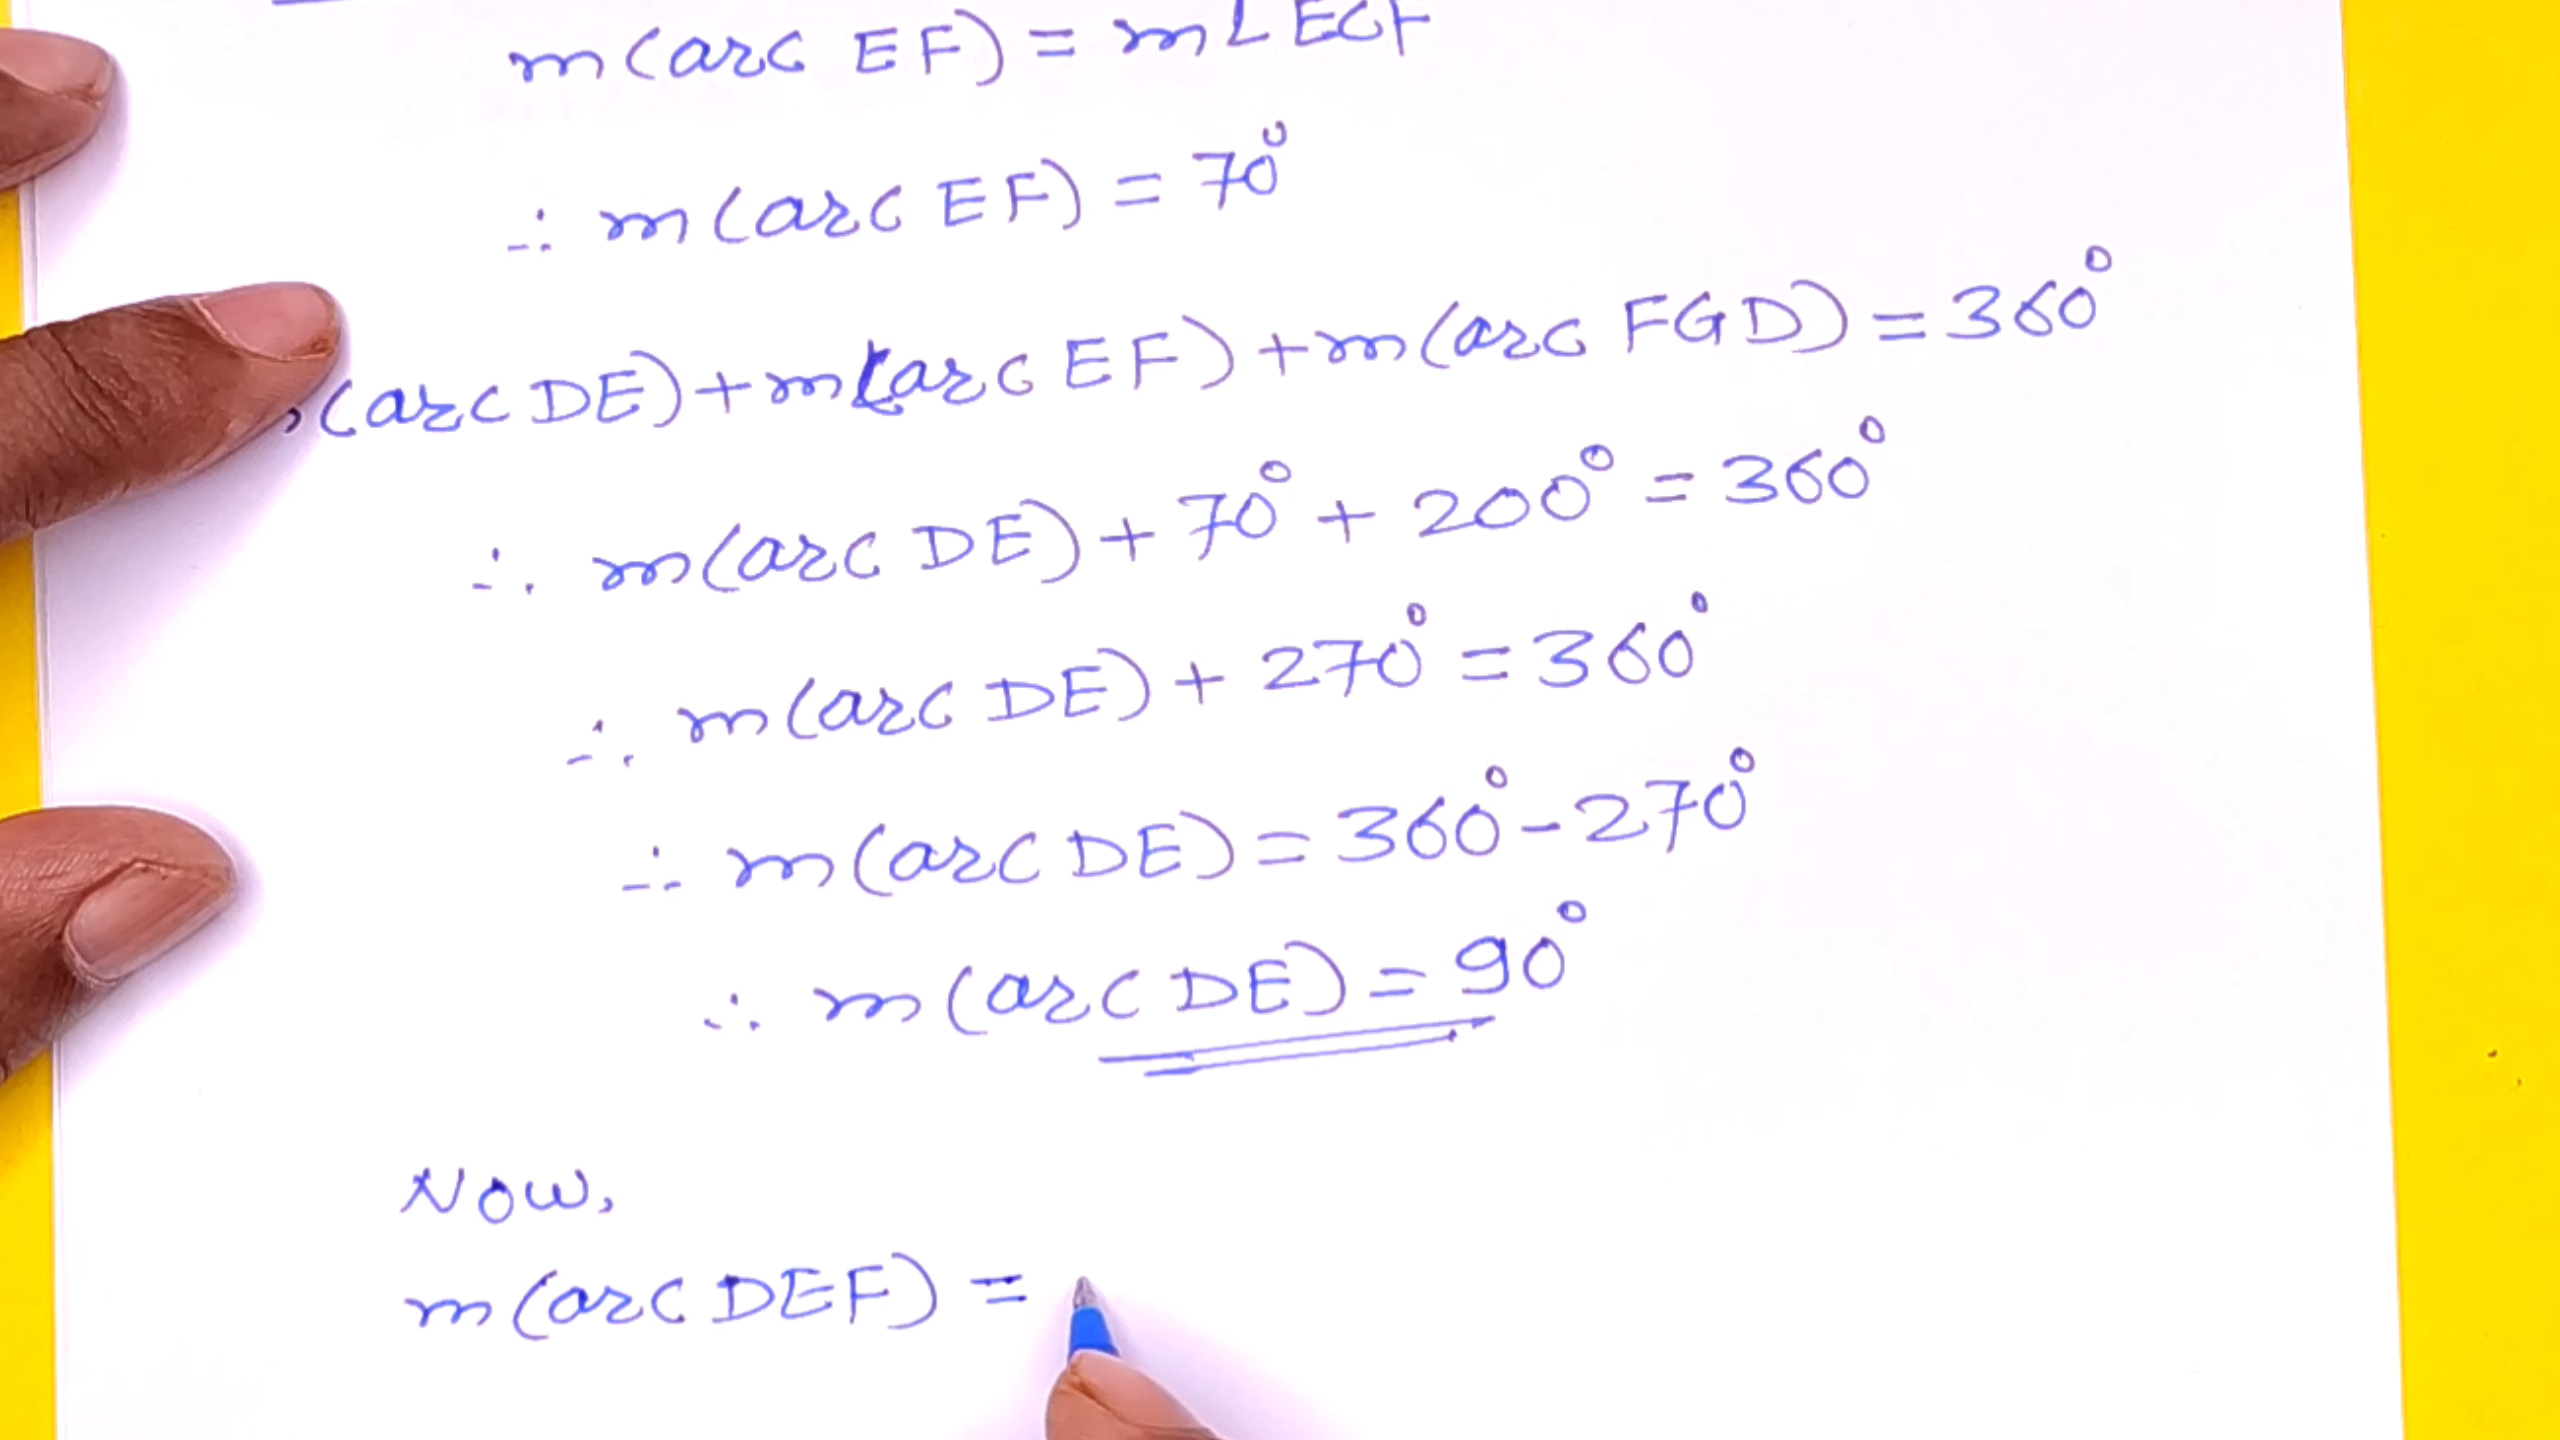 m(arc EF) = m∠ECF
∴ m(arc EF) = 70°
(arc DE) + m(arc EF) + m(arc FGD) = 360°
∴ m(arc DE) + 70° + 200° = 360°
∴ m(arc DE) + 270° = 360°
∴ m(arc DE) = 360° - 270°
∴ m(arc DE) = 90°
Now,
m(arc DEF) =